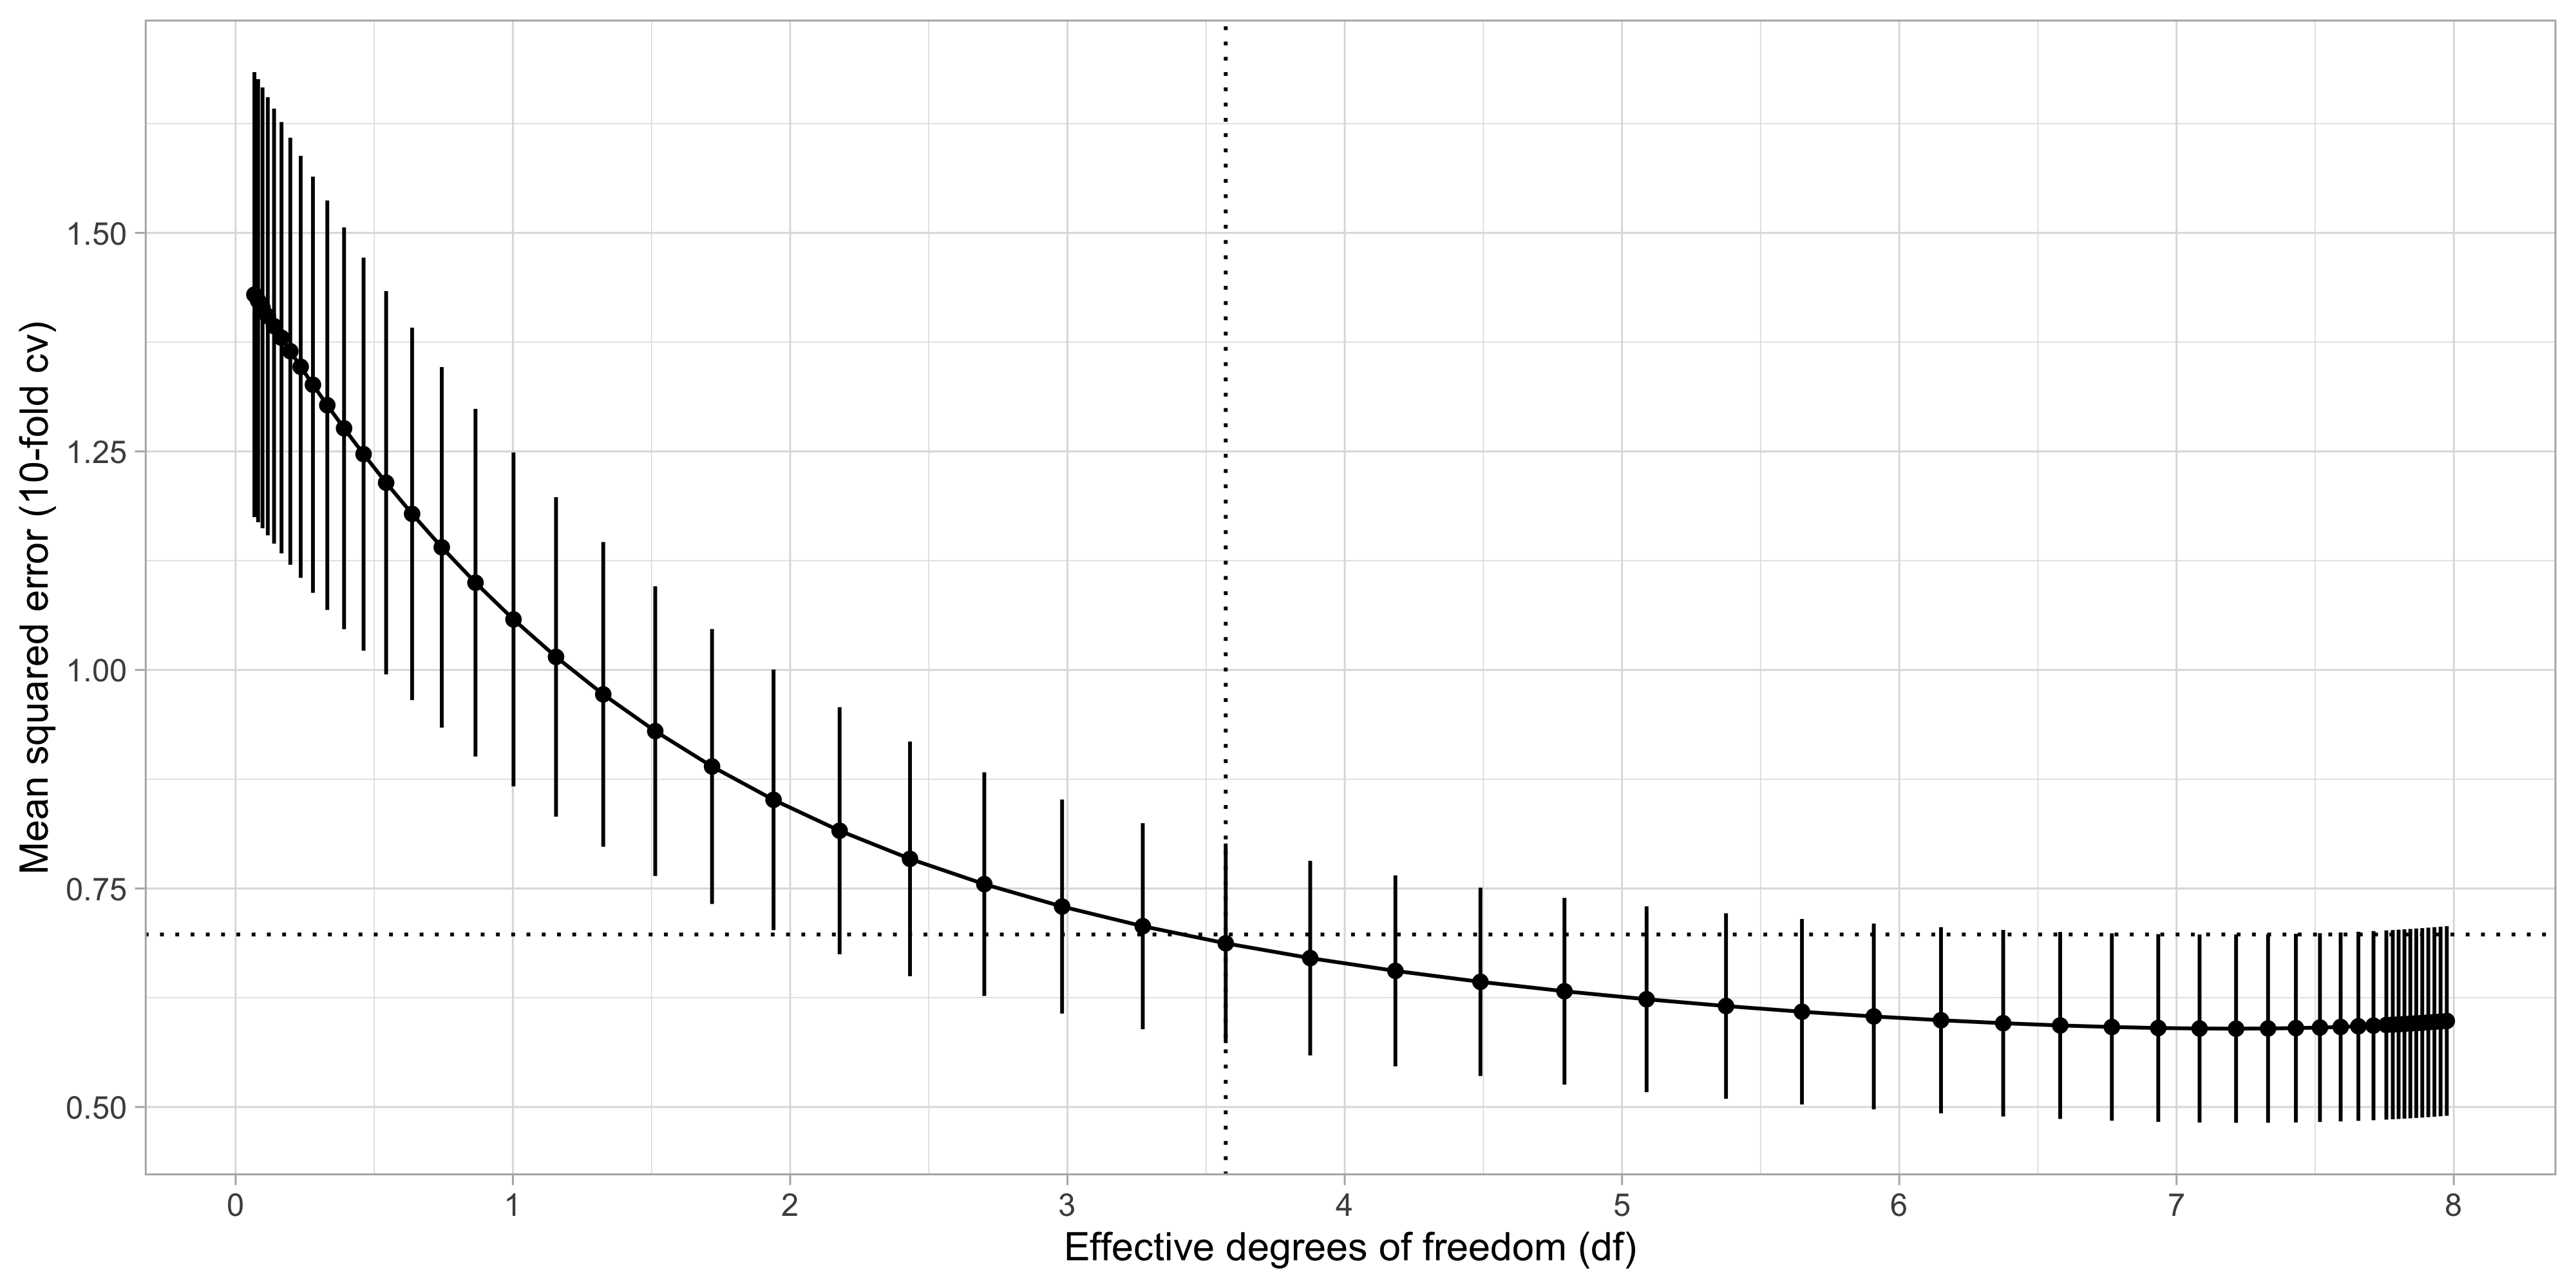 Mean squared error (10-fold cv)
1.50
1.25
1.00
0.75
0.50
0 1 2 3 4 5 6 7 8
Effective degrees of freedom (df)